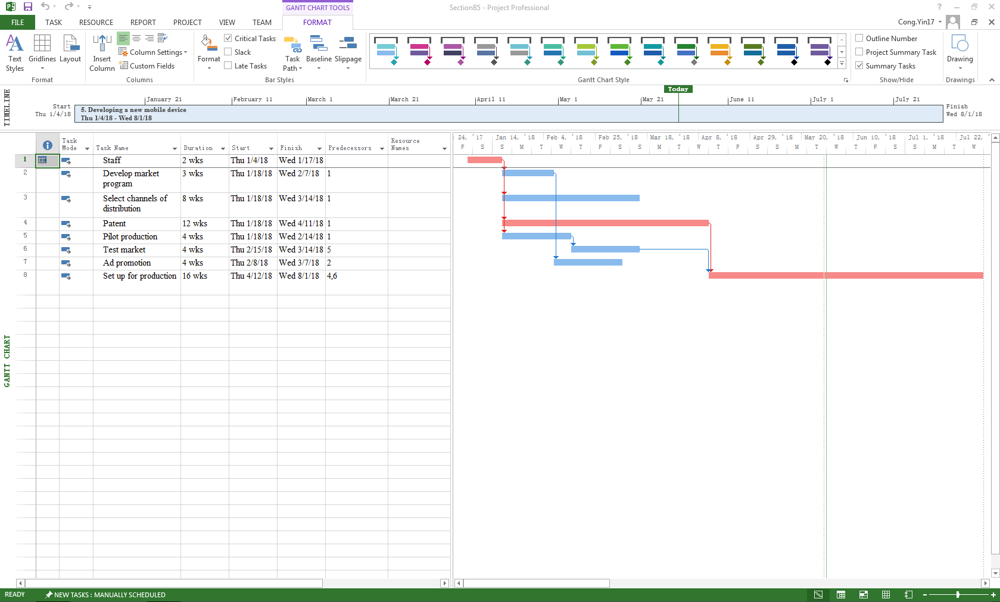 GANTT CHART TOOLS
SectionB5 - Project Professional
FILE TASK RESOURCE REPORT PROJECT VIEW TEAM FORMAT
Cong.Yin17
Text Styles
Gridlines
Layout
Format
Insert Column
Column Settings
Custom Fields
Columns
Format
Critical Tasks
Slack
Late Tasks
Task Path
Baseline
Slippage
Bar Styles
Gantt Chart Style
Outline Number
Project Summary Task
Summary Tasks
Show/Hide
Drawing
Drawings
TIMELINE
Today
January 21 February 11 March 1 March 21 April 11 May 1 May 21 June 11 July 1 July 21
Start
Thu 1/4/18
5. Developing a new mobile device
Thu 1/4/18 - Wed 8/1/18
Finish
Wed 8/1/18
GANTT CHART
Task Mode Task Name Duration Start Finish Predecessors Resource Names
1 Staff 2 wks Thu 1/4/18 Wed 1/17/18
2 Develop market program 3 wks Thu 1/18/18 Wed 2/7/18 1
3 Select channels of distribution 8 wks Thu 1/18/18 Wed 3/14/18 1
4 Patent 12 wks Thu 1/18/18 Wed 4/11/18 1
5 Pilot production 4 wks Thu 1/18/18 Wed 2/14/18 1
6 Test market 4 wks Thu 2/15/18 Wed 3/14/18 5
7 Ad promotion 4 wks Thu 2/8/18 Wed 3/7/18 2
8 Set up for production 16 wks Thu 4/12/18 Wed 8/1/18 4,6
24, '17 Jan 14, '18 Feb 4, '18 Feb 25, '18 Mar 18, '18 Apr 8, '18 Apr 29, '18 May 20, '18 Jun 10, '18 Jul 1, '18 Jul 22, '
F S S M T W T F S S M T W T F S S M T W T F S S M T W
READY NEW TASKS : MANUALLY SCHEDULED